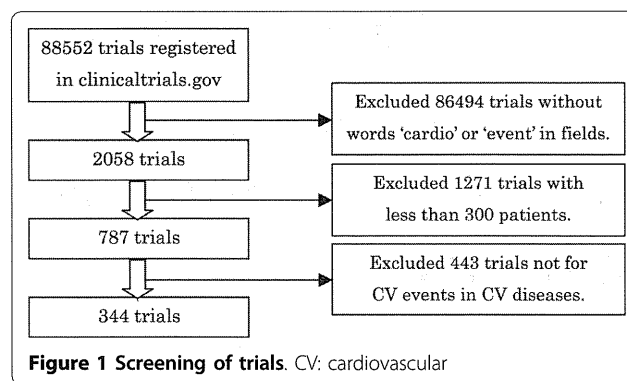 88552 trials registered
in clinicaltrials.gov
Excluded 86494 trials without
words 'cardio' or 'event' in fields.
2058 trials
Excluded 1271 trials with
less than 300 patients.
787 trials
Excluded 443 trials not for
CV events in CV diseases.
344 trials
Figure 1 Screening of trials. CV: cardiovascular